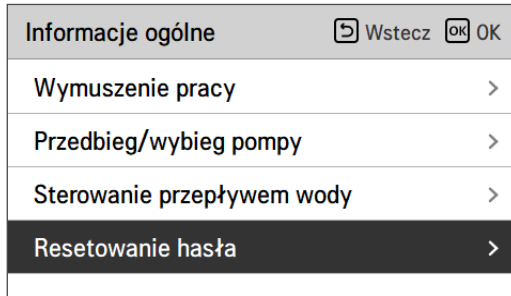 Informacje ogólne Wstecz OK OK
Wymuszenie pracy >
Przedbieg/wybieg pompy >
Sterowanie przepływem wody >
Resetowanie hasła >